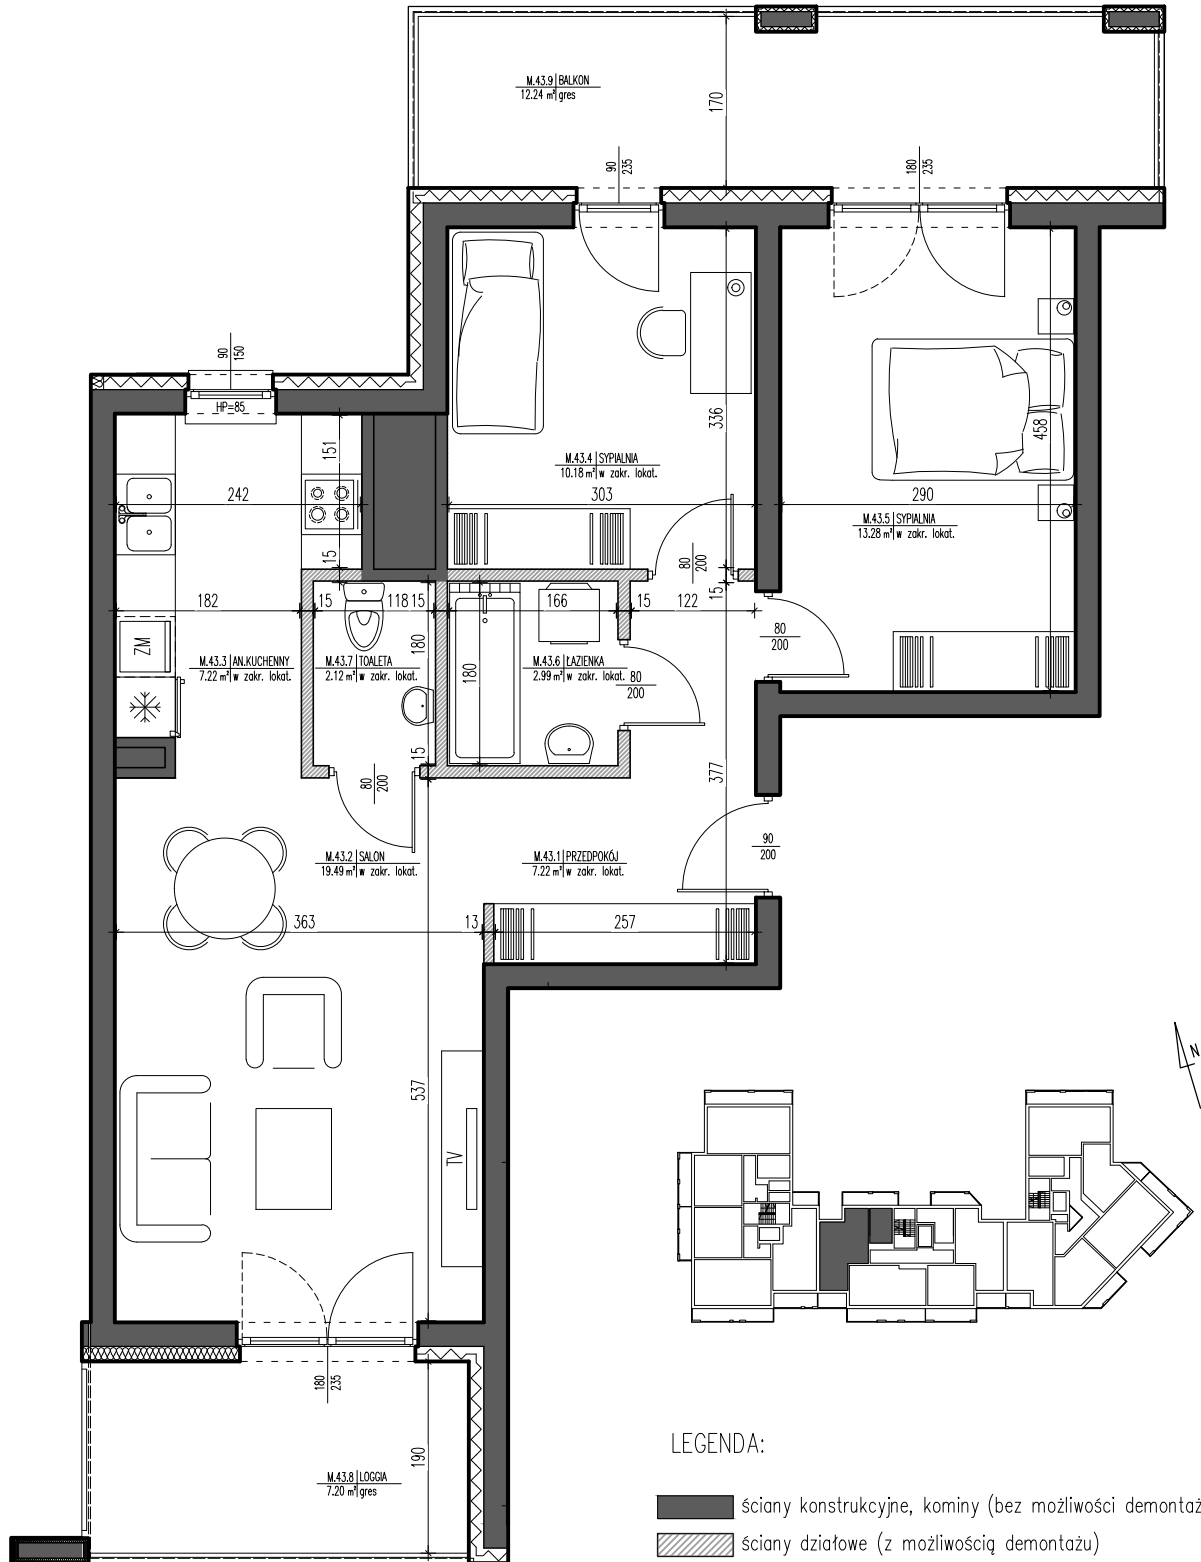 M.43.9 BALKON
12.24 m² gres
170
90
235
180
235
90
150
HP=85
151
336
458
M.43.4 SYPIALNIA
10.18 m² w zakr. lokat.
242
303
290
M.43.5 SYPIALNIA
13.28 m² w zakr. lokat.
15
80
200
15
182
15
118
15
166
15
122
80
200
ZM
180
180
M.43.3 AN.KUCHENNY
7.22 m² w zakr. lokat.
M.43.7 TOALETA
2.12 m² w zakr. lokat.
M.43.6 ŁAZIENKA
2.99 m² w zakr. lokat.
80
200
15
80
200
377
90
200
M.43.2 SALON
19.49 m² w zakr. lokat.
M.43.1 PRZEDPOKÓJ
7.22 m² w zakr. lokat.
363
13
257
537
TV
N
180
235
190
M.43.8 LOGGIA
7.20 m² gres
LEGENDA:
ściany konstrukcyjne, kominy (bez możliwości demontaż
ściany działowe (z możliwością demontażu)